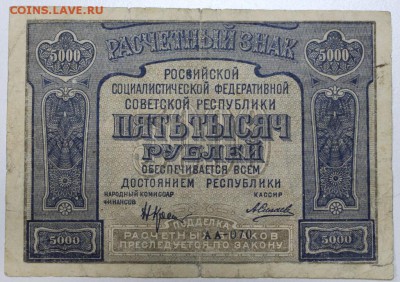 COINS.LAVE.RU
5000 РАСЧЕТНЫЙ ЗНАК 5000
РОССИЙСКОЙ
СОЦИАЛИСТИЧЕСКОЙ ФЕДЕРАТИВНОЙ
СОВЕТСКОЙ РЕСПУБЛИКИ
ПЯТЬ ТЫСЯЧ
РУБЛЕЙ
ОБЕСПЕЧИВАЕТСЯ ВСЕМ
ДОСТОЯНИЕМ РЕСПУБЛИКИ
НАРОДНЫЙ КОМИССАР
ФИНАНСОВ
КАССИР
ПОДДЕЛКА
РАСЧЕТНЫХ ЗНАКОВ
АА-070
ПРЕСЛЕДУЕТСЯ ПО ЗАКОНУ
5000 5000